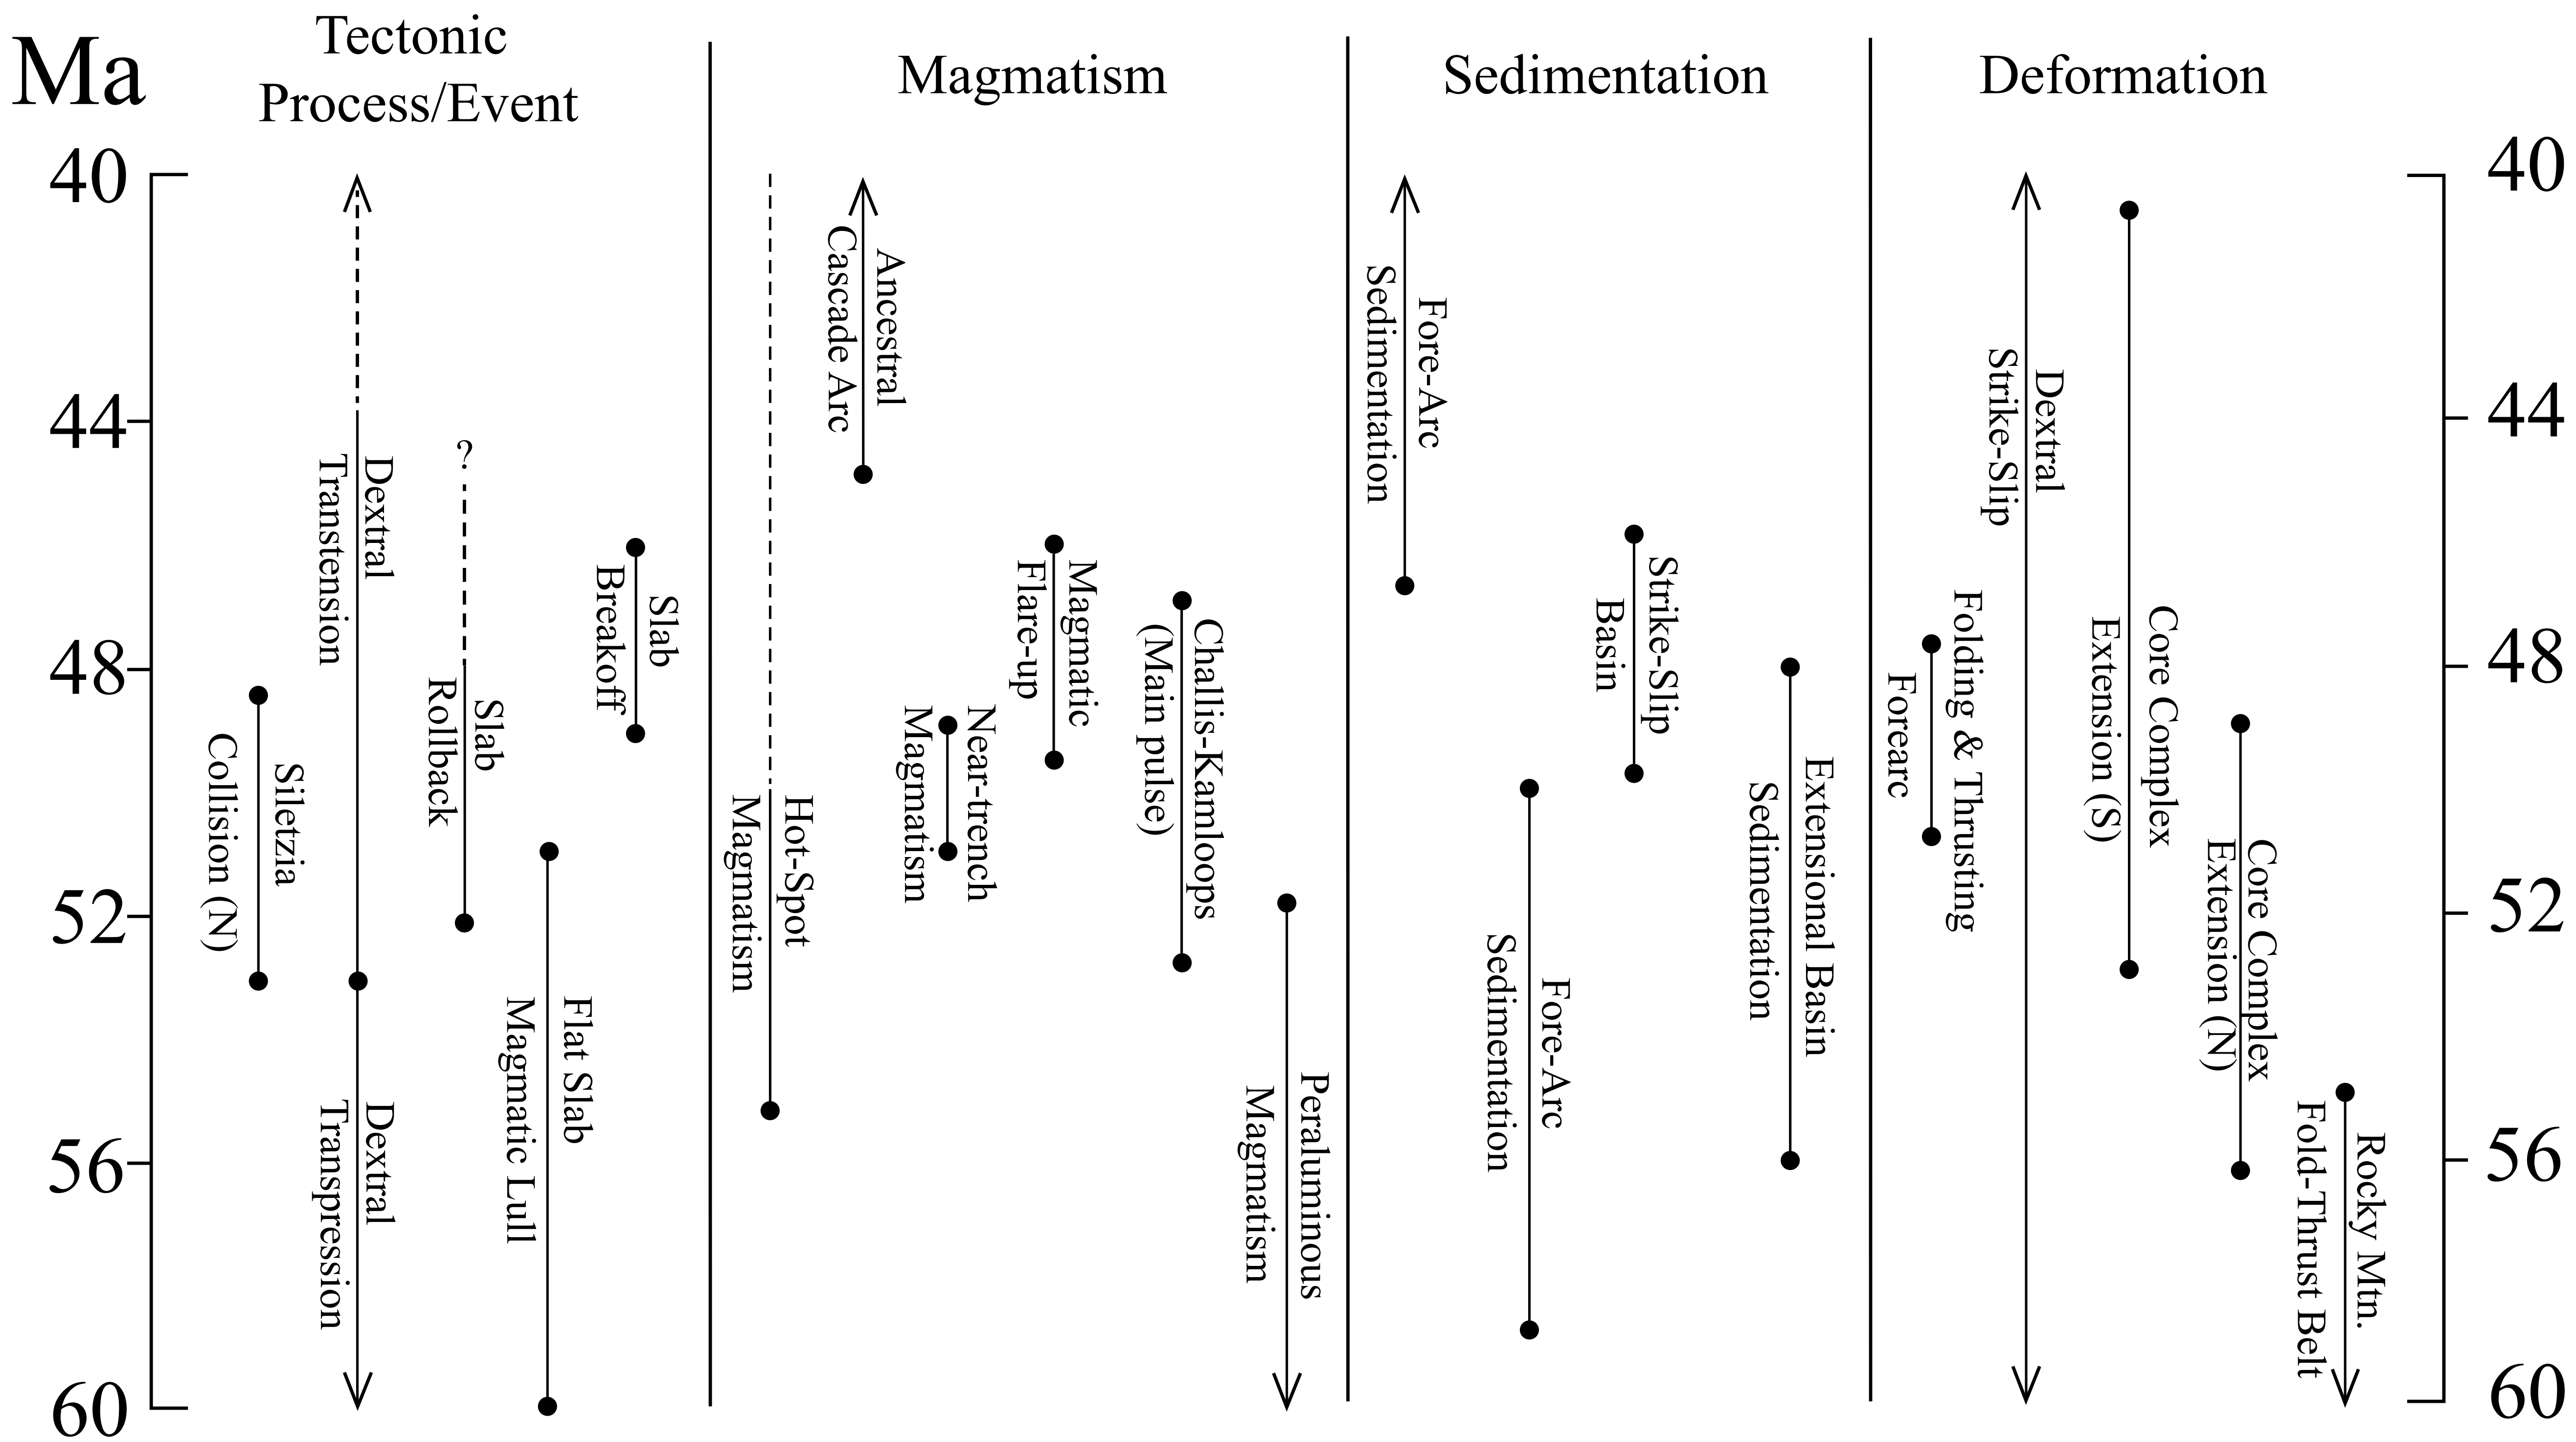 Ma
Tectonic
Process/Event
Magmatism
Sedimentation
Deformation
40
44
48
52
56
60
Siletzia
Collision (N)
Dextral
Transtension
Dextral
Transpression
?
Slab
Rollback
Flat Slab
Magmatic Lull
Slab
Breakoff
Hot-Spot
Magmatism
Ancestral
Cascade Arc
Near-trench
Magmatism
Magmatic
Flare-up
Challis-Kamloops
(Main pulse)
Peraluminous
Magmatism
Fore-Arc
Sedimentation
Fore-Arc
Sedimentation
Strike-Slip
Basin
Extensional Basin
Sedimentation
Folding & Thrusting
Forearc
Dextral
Strike-Slip
Core Complex
Extension (S)
Core Complex
Extension (N)
Rocky Mtn.
Fold-Thrust Belt
40
44
48
52
56
60